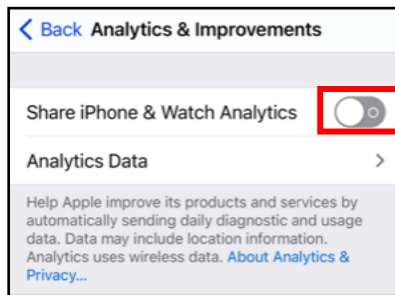 Back Analytics & Improvements
Share iPhone & Watch Analytics
Analytics Data
Help Apple improve its products and services by
automatically sending daily diagnostic and usage
data. Data may include location information.
Analytics uses wireless data. About Analytics &
Privacy...